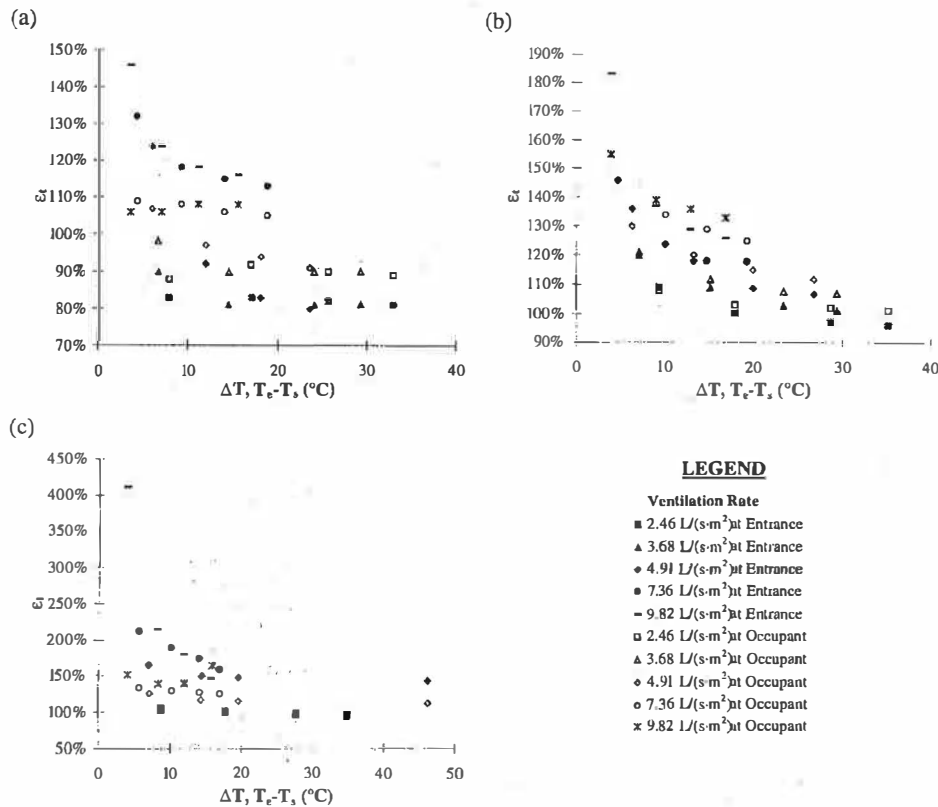 (a)
150%
140%
130%
120%
110%
100%
90%
80%
70%
εt
0 10 20 30 40
ΔT, Te-Ts (°C)
(b)
190%
180%
170%
160%
150%
140%
130%
120%
110%
100%
90%
εt
0 10 20 30 40
ΔT, Te-Ts (°C)
(c)
450%
400%
350%
300%
250%
200%
150%
100%
50%
εt
0 10 20 30 40 50
ΔT, Te-Ts (°C)
LEGEND
Ventilation Rate
■ 2.46 L/(s·m²)at Entrance
▲ 3.68 L/(s·m²)at Entrance
◆ 4.91 L/(s·m²)at Entrance
● 7.36 L/(s·m²)at Entrance
– 9.82 L/(s·m²)at Entrance
□ 2.46 L/(s·m²)at Occupant
△ 3.68 L/(s·m²)at Occupant
◇ 4.91 L/(s·m²)at Occupant
○ 7.36 L/(s·m²)at Occupant
ж 9.82 L/(s·m²)at Occupant